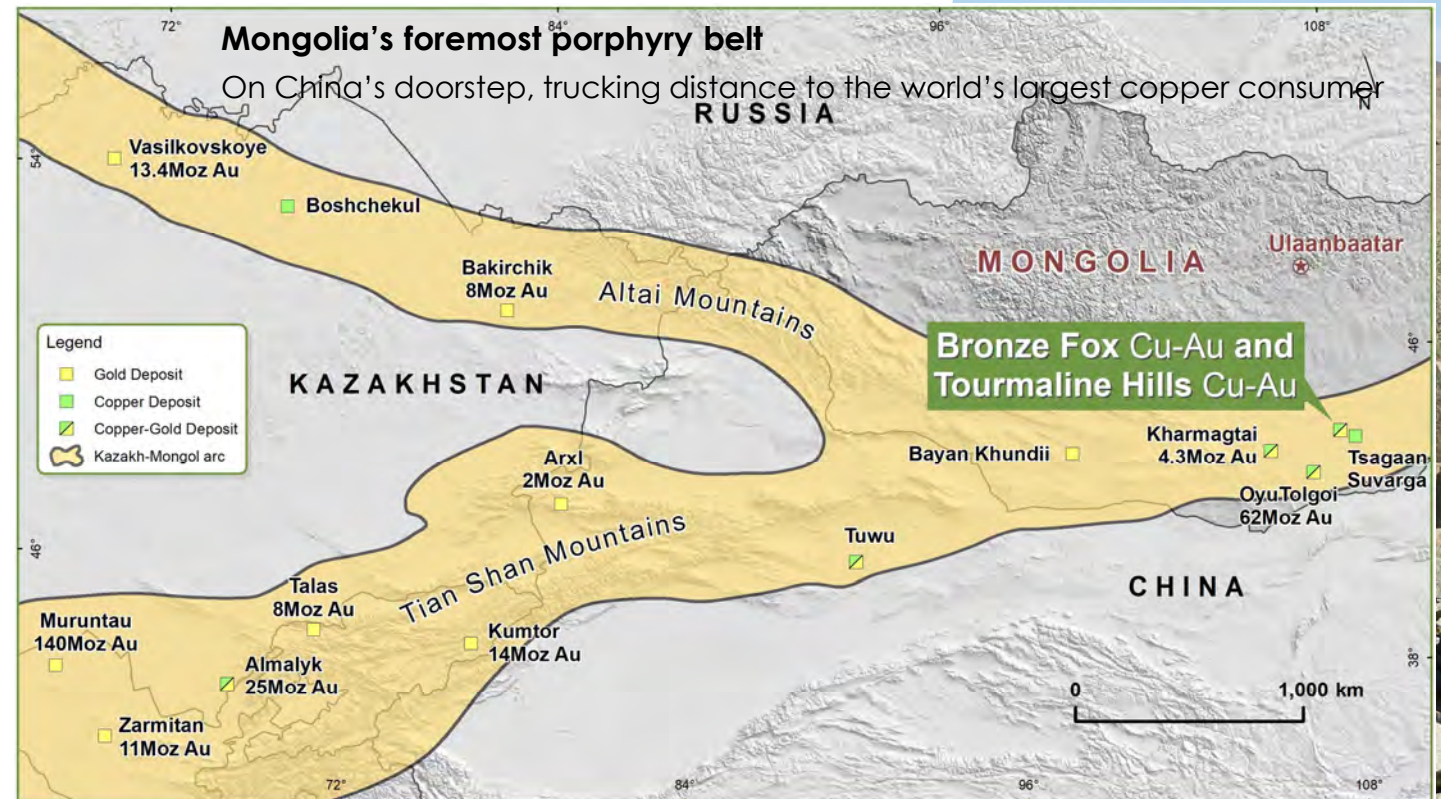 Mongolia's foremost porphyry belt
On China's doorstep, trucking distance to the world's largest copper consumer
72°
84°
96°
108°
N
RUSSIA
54°
Vasilkovskoye
13.4Moz Au
Boshchekul
MONGOLIA
Ulaanbaatar
Bakirchik
8Moz Au
Altai Mountains
46°
Bronze Fox Cu-Au and
Tourmaline Hills Cu-Au
Legend
Gold Deposit
Copper Deposit
Copper-Gold Deposit
Kazakh-Mongol arc
KAZAKHSTAN
Arxl
2Moz Au
Bayan Khundii
Kharmagtai
4.3Moz Au
Tsagaan
Suvarga
OyuTolgoi
62Moz Au
46°
Tian Shan Mountains
Tuwu
CHINA
Talas
8Moz Au
Muruntau
140Moz Au
Kumtor
14Moz Au
Almalyk
25Moz Au
38°
Zarmitan
11Moz Au
0
1,000 km
72°
84°
96°
108°